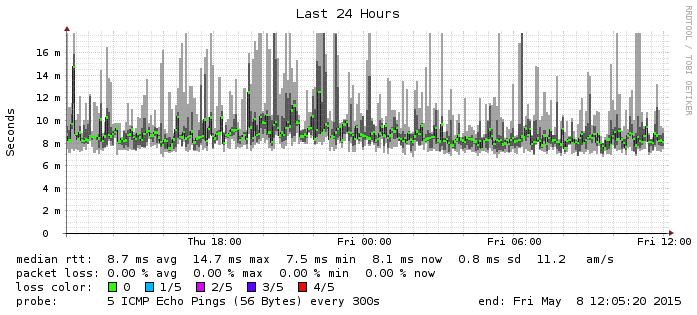 Last 24 Hours
RRDTOOL / TOBI OETIKER
Seconds
16 m
14 m
12 m
10 m
8 m
6 m
4 m
2 m
0
Thu 18:00 Fri 00:00 Fri 06:00 Fri 12:00
median rtt: 8.7 ms avg 14.7 ms max 7.5 ms min 8.1 ms now 0.8 ms sd 11.2 am/s
packet loss: 0.00 % avg 0.00 % max 0.00 % min 0.00 % now
loss color: 0 1/5 2/5 3/5 4/5
probe: 5 ICMP Echo Pings (56 Bytes) every 300s end: Fri May 8 12:05:20 2015